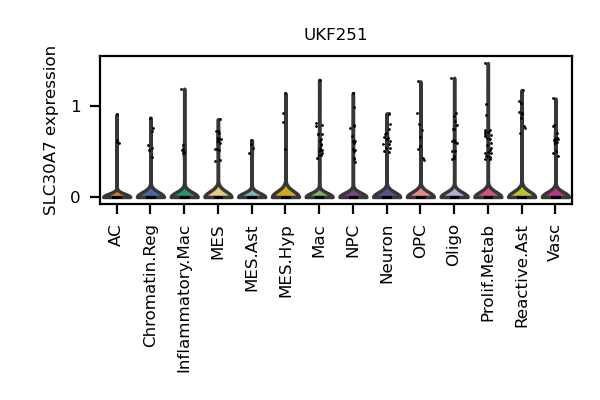 UKF251
SLC30A7 expression
1
0
AC
Chromatin.Reg
Inflammatory.Mac
MES
MES.Ast
MES.Hyp
Mac
NPC
Neuron
OPC
Oligo
Prolif.Metab
Reactive.Ast
Vasc